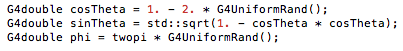 G4double cosTheta = 1. - 2. * G4UniformRand();
G4double sinTheta = std::sqrt(1. - cosTheta * cosTheta);
G4double phi = twopi * G4UniformRand();